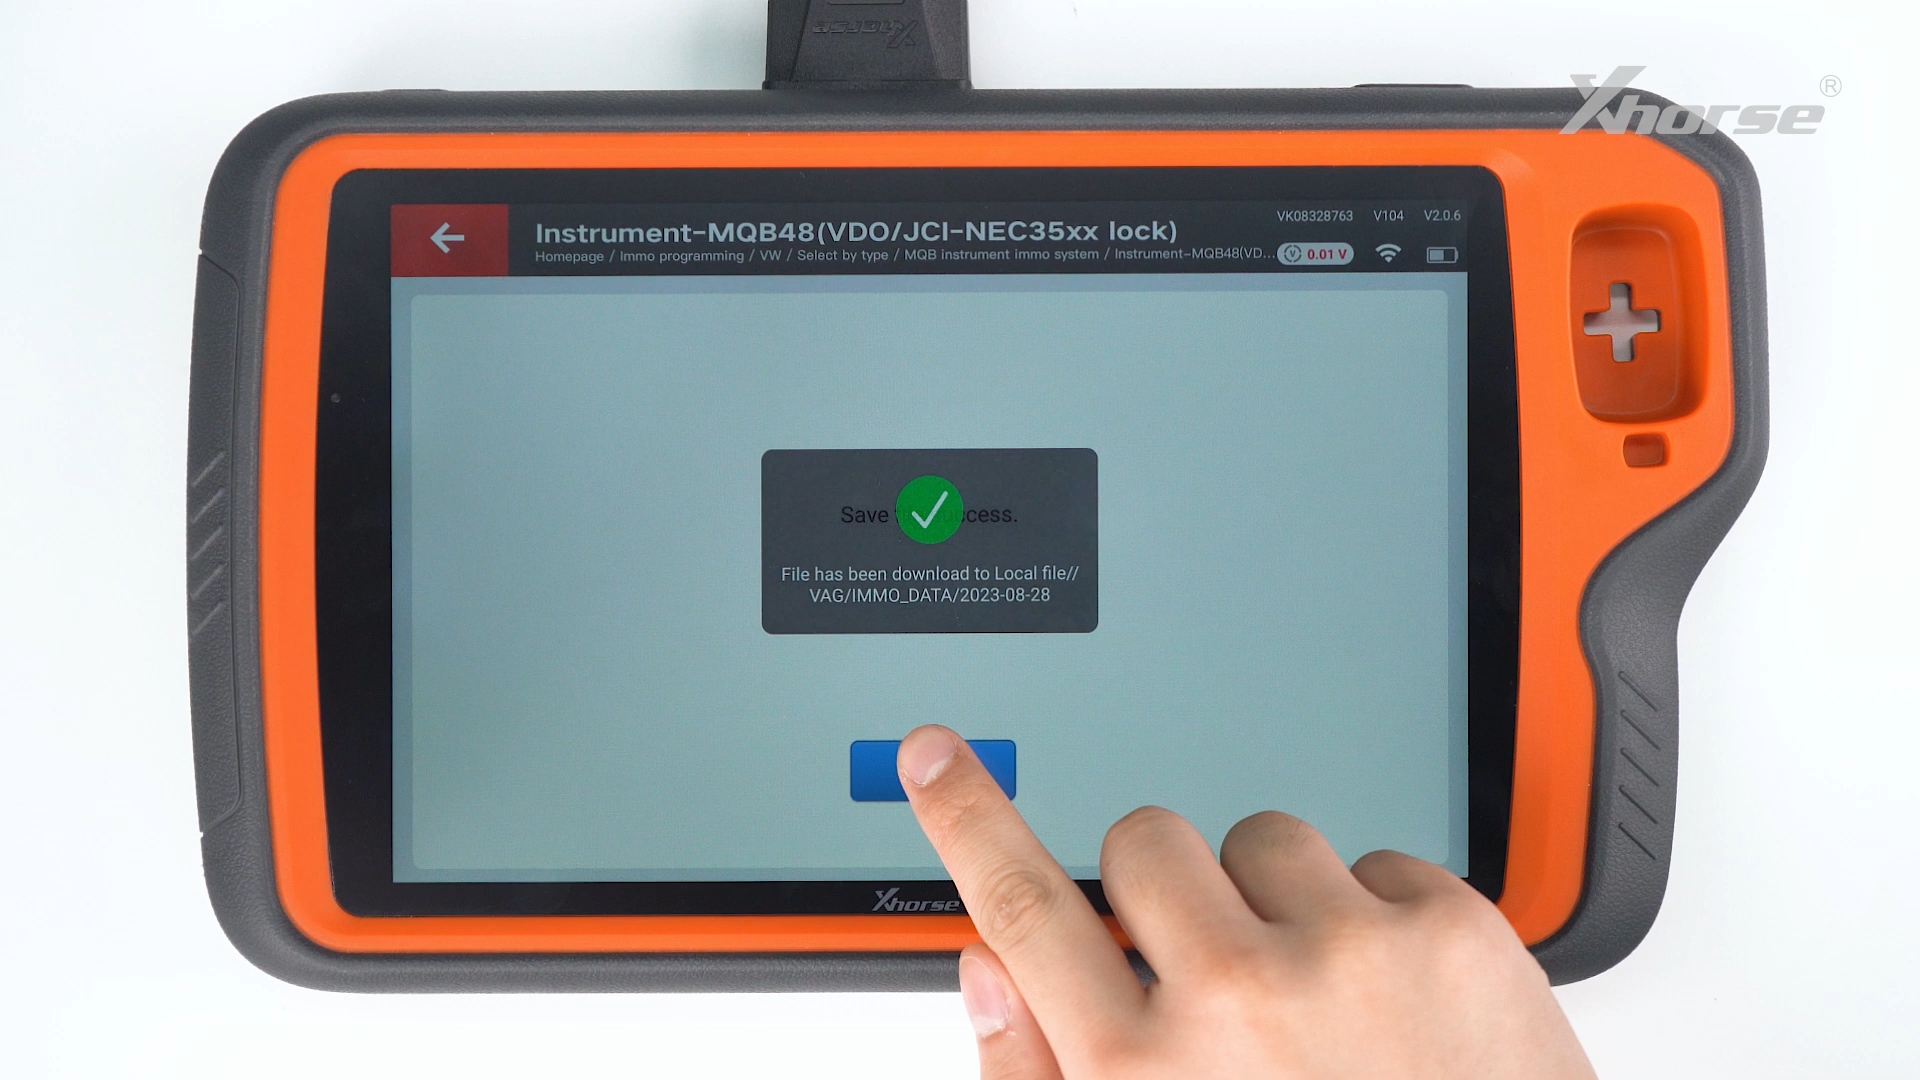 Xhorse
Xhorse®
VK08328763 V104 V2.0.6
Instrument-MQB48(VDO/JCI-NEC35xx lock)
Homepage / Immo programming / VW / Select by type / MQB instrument immo system / Instrument-MQB48(VD...
0.01 V
Save
File has been download to Local file//
VAG/IMMO_DATA/2023-08-28
Xhorse